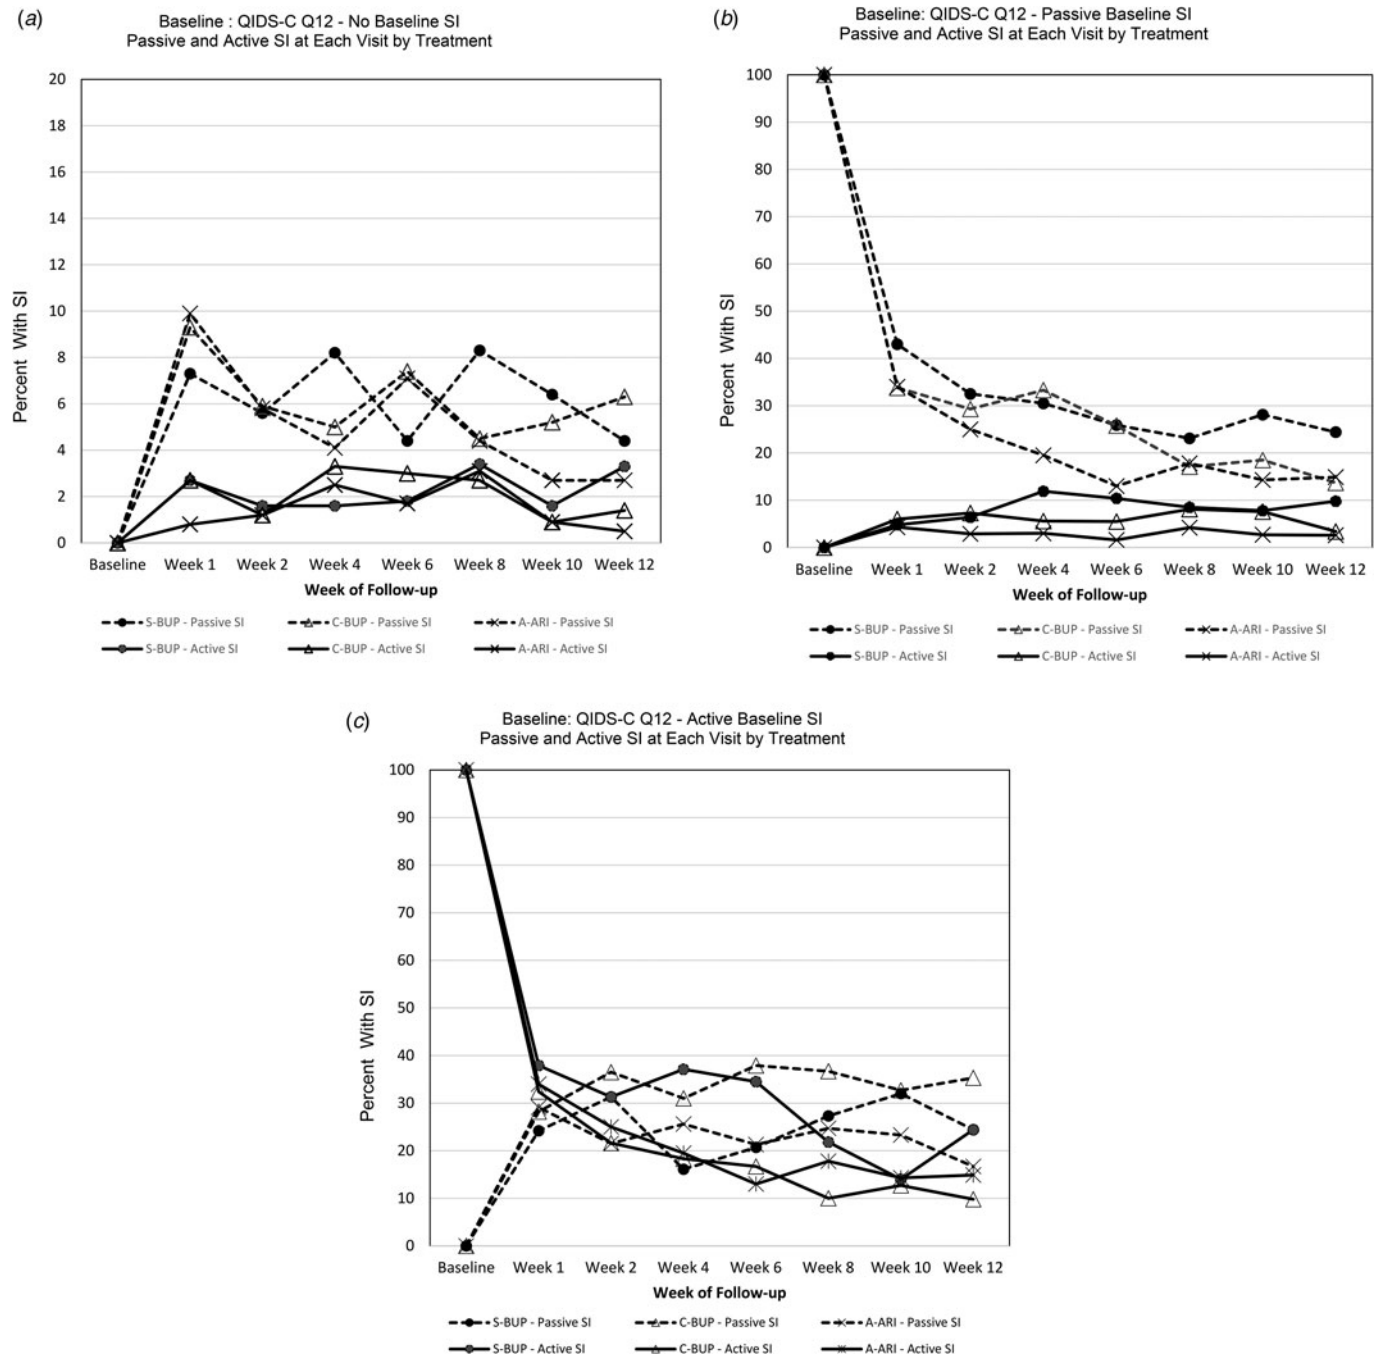 (a)
Baseline : QIDS-C Q12 - No Baseline SI
Passive and Active SI at Each Visit by Treatment
20
18
16
14
12
10
8
6
4
2
0
Percent With SI
Baseline Week 1 Week 2 Week 4 Week 6 Week 8 Week 10 Week 12
Week of Follow-up
S-BUP - Passive SI C-BUP - Passive SI A-ARI - Passive SI
S-BUP - Active SI C-BUP - Active SI A-ARI - Active SI
(b)
Baseline: QIDS-C Q12 - Passive Baseline SI
Passive and Active SI at Each Visit by Treatment
100
90
80
70
60
50
40
30
20
10
0
Percent With SI
Baseline Week 1 Week 2 Week 4 Week 6 Week 8 Week 10 Week 12
Week of Follow-up
S-BUP - Passive SI C-BUP - Passive SI A-ARI - Passive SI
S-BUP - Active SI C-BUP - Active SI A-ARI - Active SI
(c)
Baseline: QIDS-C Q12 - Active Baseline SI
Passive and Active SI at Each Visit by Treatment
100
90
80
70
60
50
40
30
20
10
0
Percent With SI
Baseline Week 1 Week 2 Week 4 Week 6 Week 8 Week 10 Week 12
Week of Follow-up
S-BUP - Passive SI C-BUP - Passive SI A-ARI - Passive SI
S-BUP - Active SI C-BUP - Active SI A-ARI - Active SI